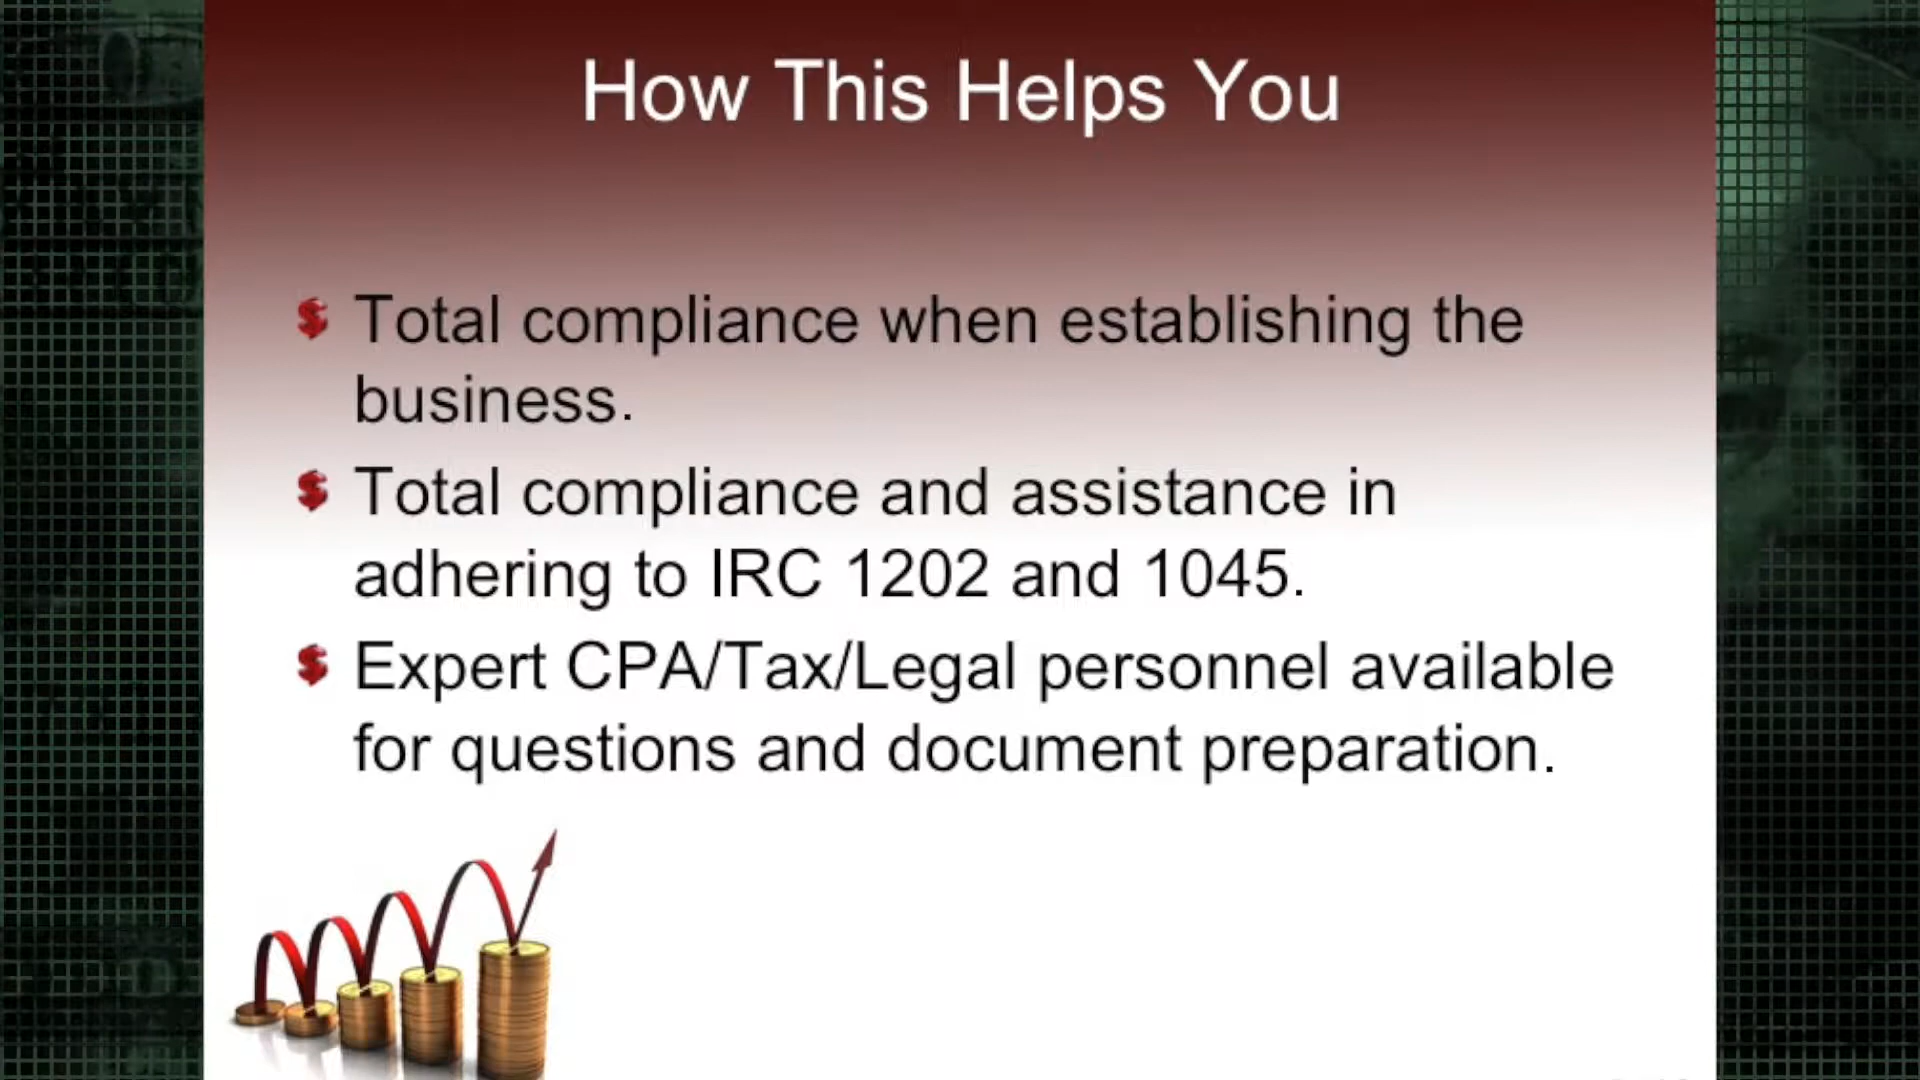 How This Helps You
Total compliance when establishing the
business.
Total compliance and assistance in
adhering to IRC 1202 and 1045.
Expert CPA/Tax/Legal personnel available
for questions and document preparation.